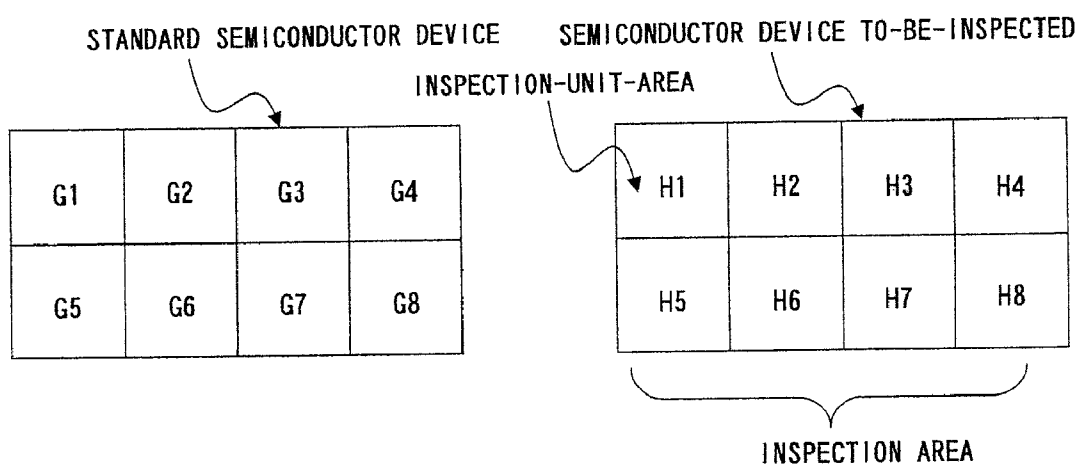 STANDARD SEMICONDUCTOR DEVICE
SEMICONDUCTOR DEVICE TO-BE-INSPECTED
INSPECTION-UNIT-AREA
G1 G2 G3 G4
G5 G6 G7 G8
H1 H2 H3 H4
H5 H6 H7 H8
INSPECTION AREA